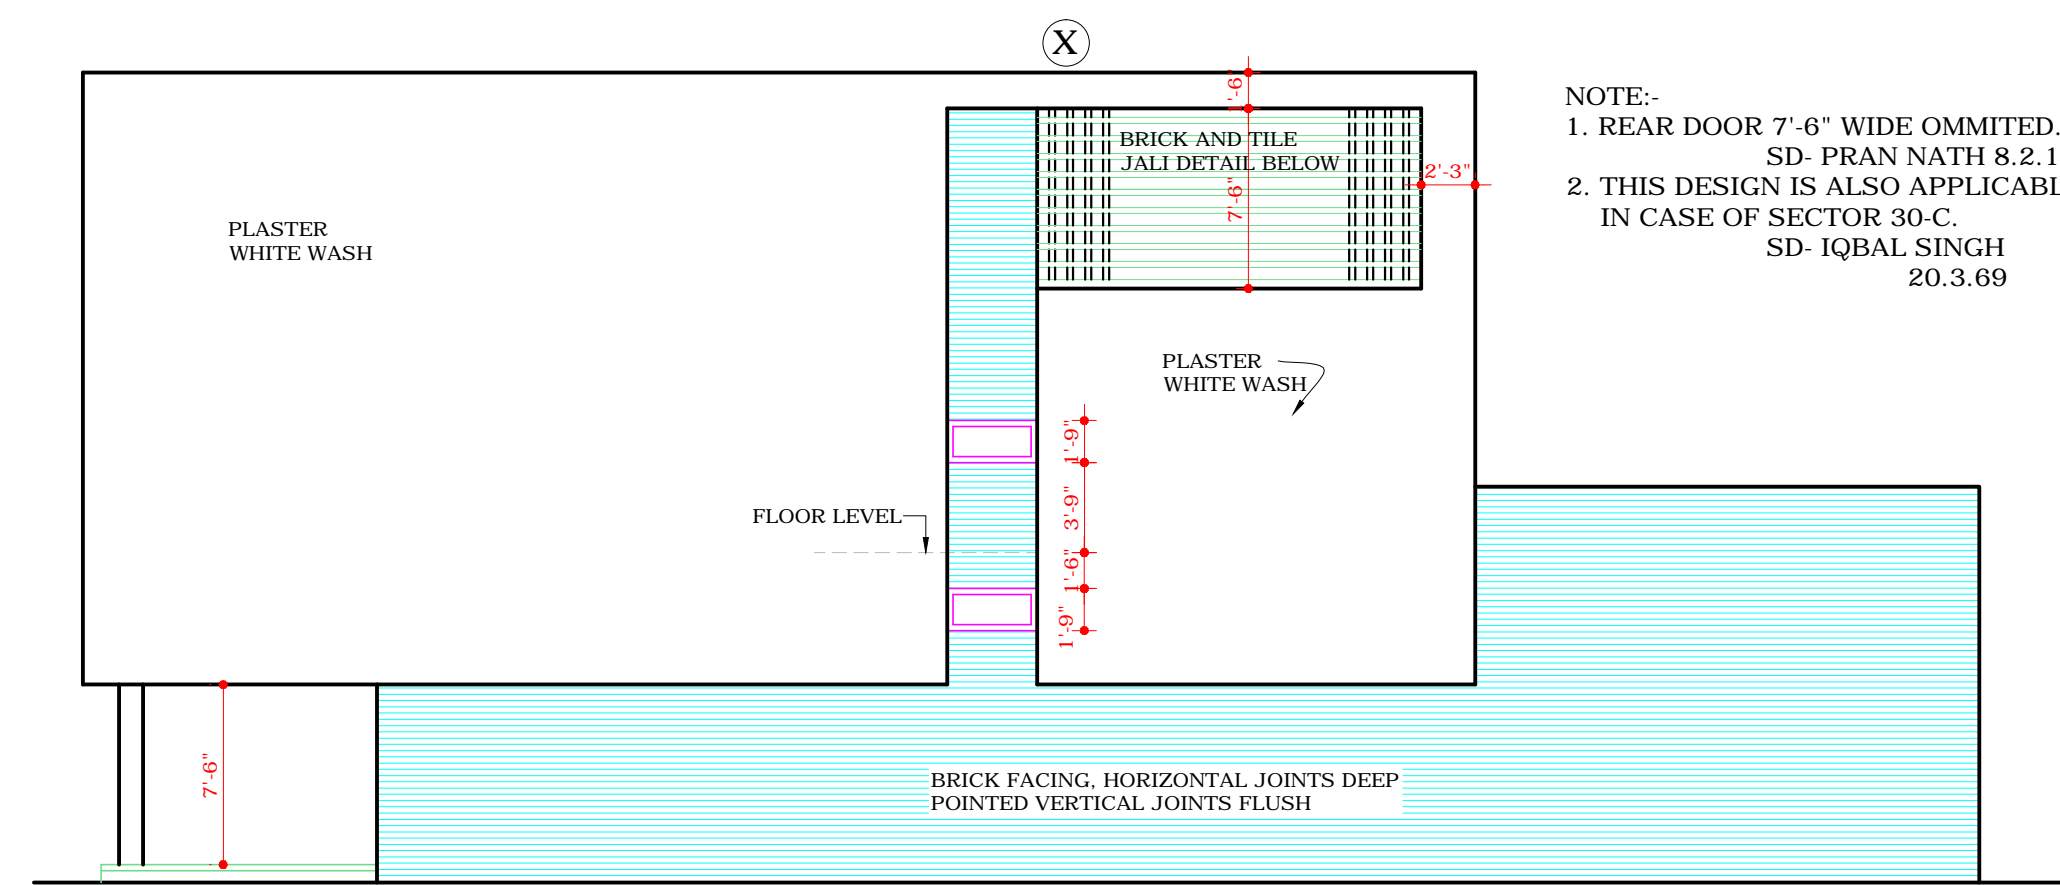 X
NOTE:-
1. REAR DOOR 7'-6" WIDE OMMITED.
SD- PRAN NATH 8.2.1
2. THIS DESIGN IS ALSO APPLICABL
IN CASE OF SECTOR 30-C.
SD- IQBAL SINGH
20.3.69
1'-6"
BRICK AND TILE
JALI DETAIL BELOW
7'-6"
2'-3"
PLASTER
WHITE WASH
PLASTER
WHITE WASH
1'-9"
3'-9"
FLOOR LEVEL
1'-6"
1'-9"
7'-6"
BRICK FACING, HORIZONTAL JOINTS DEEP
POINTED VERTICAL JOINTS FLUSH